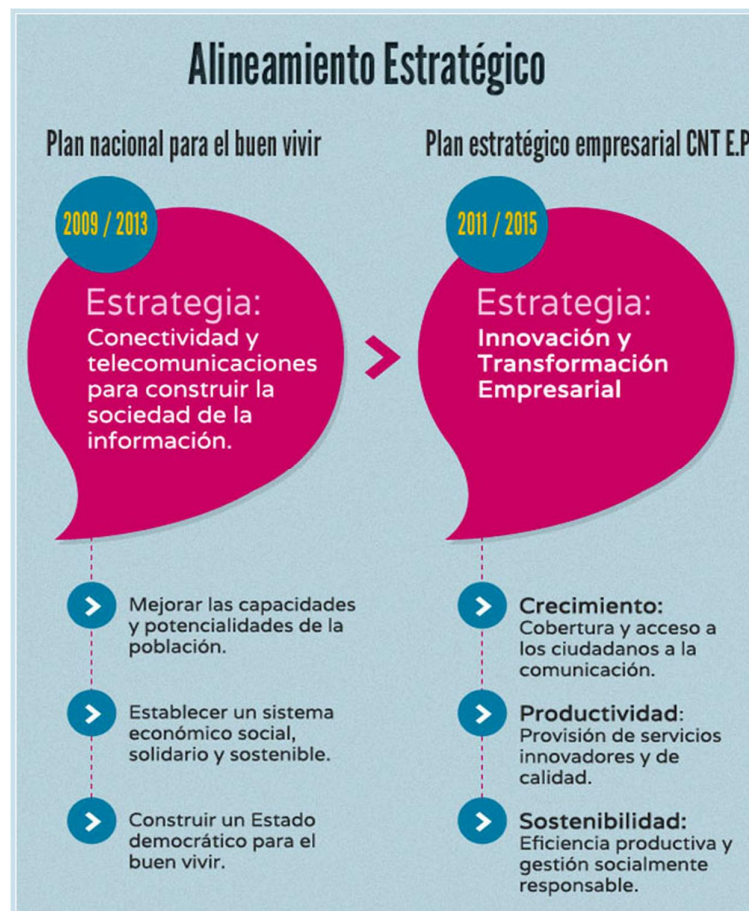 Alineamiento Estratégico
Plan nacional para el buen vivir
2009 / 2013
Estrategia:
Conectividad y
telecomunicaciones
para construir la
sociedad de la
información.
Mejorar las capacidades
y potencialidades de la
población.
Establecer un sistema
económico social,
solidario y sostenible.
Construir un Estado
democrático para el
buen vivir.
Plan estratégico empresarial CNT E.P
2011 / 2015
Estrategia:
Innovación y
Transformación
Empresarial
Crecimiento:
Cobertura y acceso a
los ciudadanos a la
comunicación.
Productividad:
Provisión de servicios
innovadores y de
calidad.
Sostenibilidad:
Eficiencia productiva y
gestión socialmente
responsable.